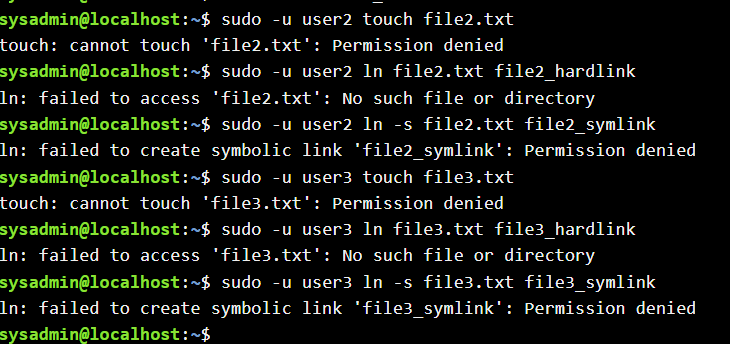 sysadmin@localhost:~$ sudo -u user2 touch file2.txt
touch: cannot touch 'file2.txt': Permission denied
sysadmin@localhost:~$ sudo -u user2 ln file2.txt file2_hardlink
ln: failed to access 'file2.txt': No such file or directory
sysadmin@localhost:~$ sudo -u user2 ln -s file2.txt file2_symlink
ln: failed to create symbolic link 'file2_symlink': Permission denied
sysadmin@localhost:~$ sudo -u user3 touch file3.txt
touch: cannot touch 'file3.txt': Permission denied
sysadmin@localhost:~$ sudo -u user3 ln file3.txt file3_hardlink
ln: failed to access 'file3.txt': No such file or directory
sysadmin@localhost:~$ sudo -u user3 ln -s file3.txt file3_symlink
ln: failed to create symbolic link 'file3_symlink': Permission denied
sysadmin@localhost:~$